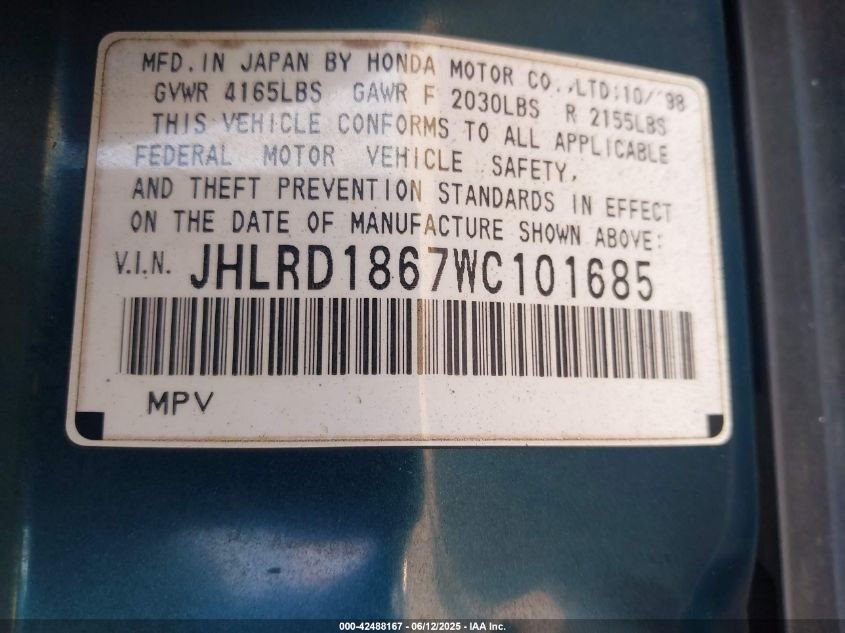 MFD.IN JAPAN BY HONDA MOTOR CO.,LTD:10/'98
GVWR 4165LBS GAWR F 2030LBS R 2155LBS
THIS VEHICLE CONFORMS TO ALL APPLICABLE
FEDERAL MOTOR VEHICLE SAFETY,
AND THEFT PREVENTION STANDARDS IN EFFECT
ON THE DATE OF MANUFACTURE SHOWN ABOVE:
V.I.N. JHLRD1867WC101685
MPV
000-42488167 - 06/12/2025 - IAA Inc.